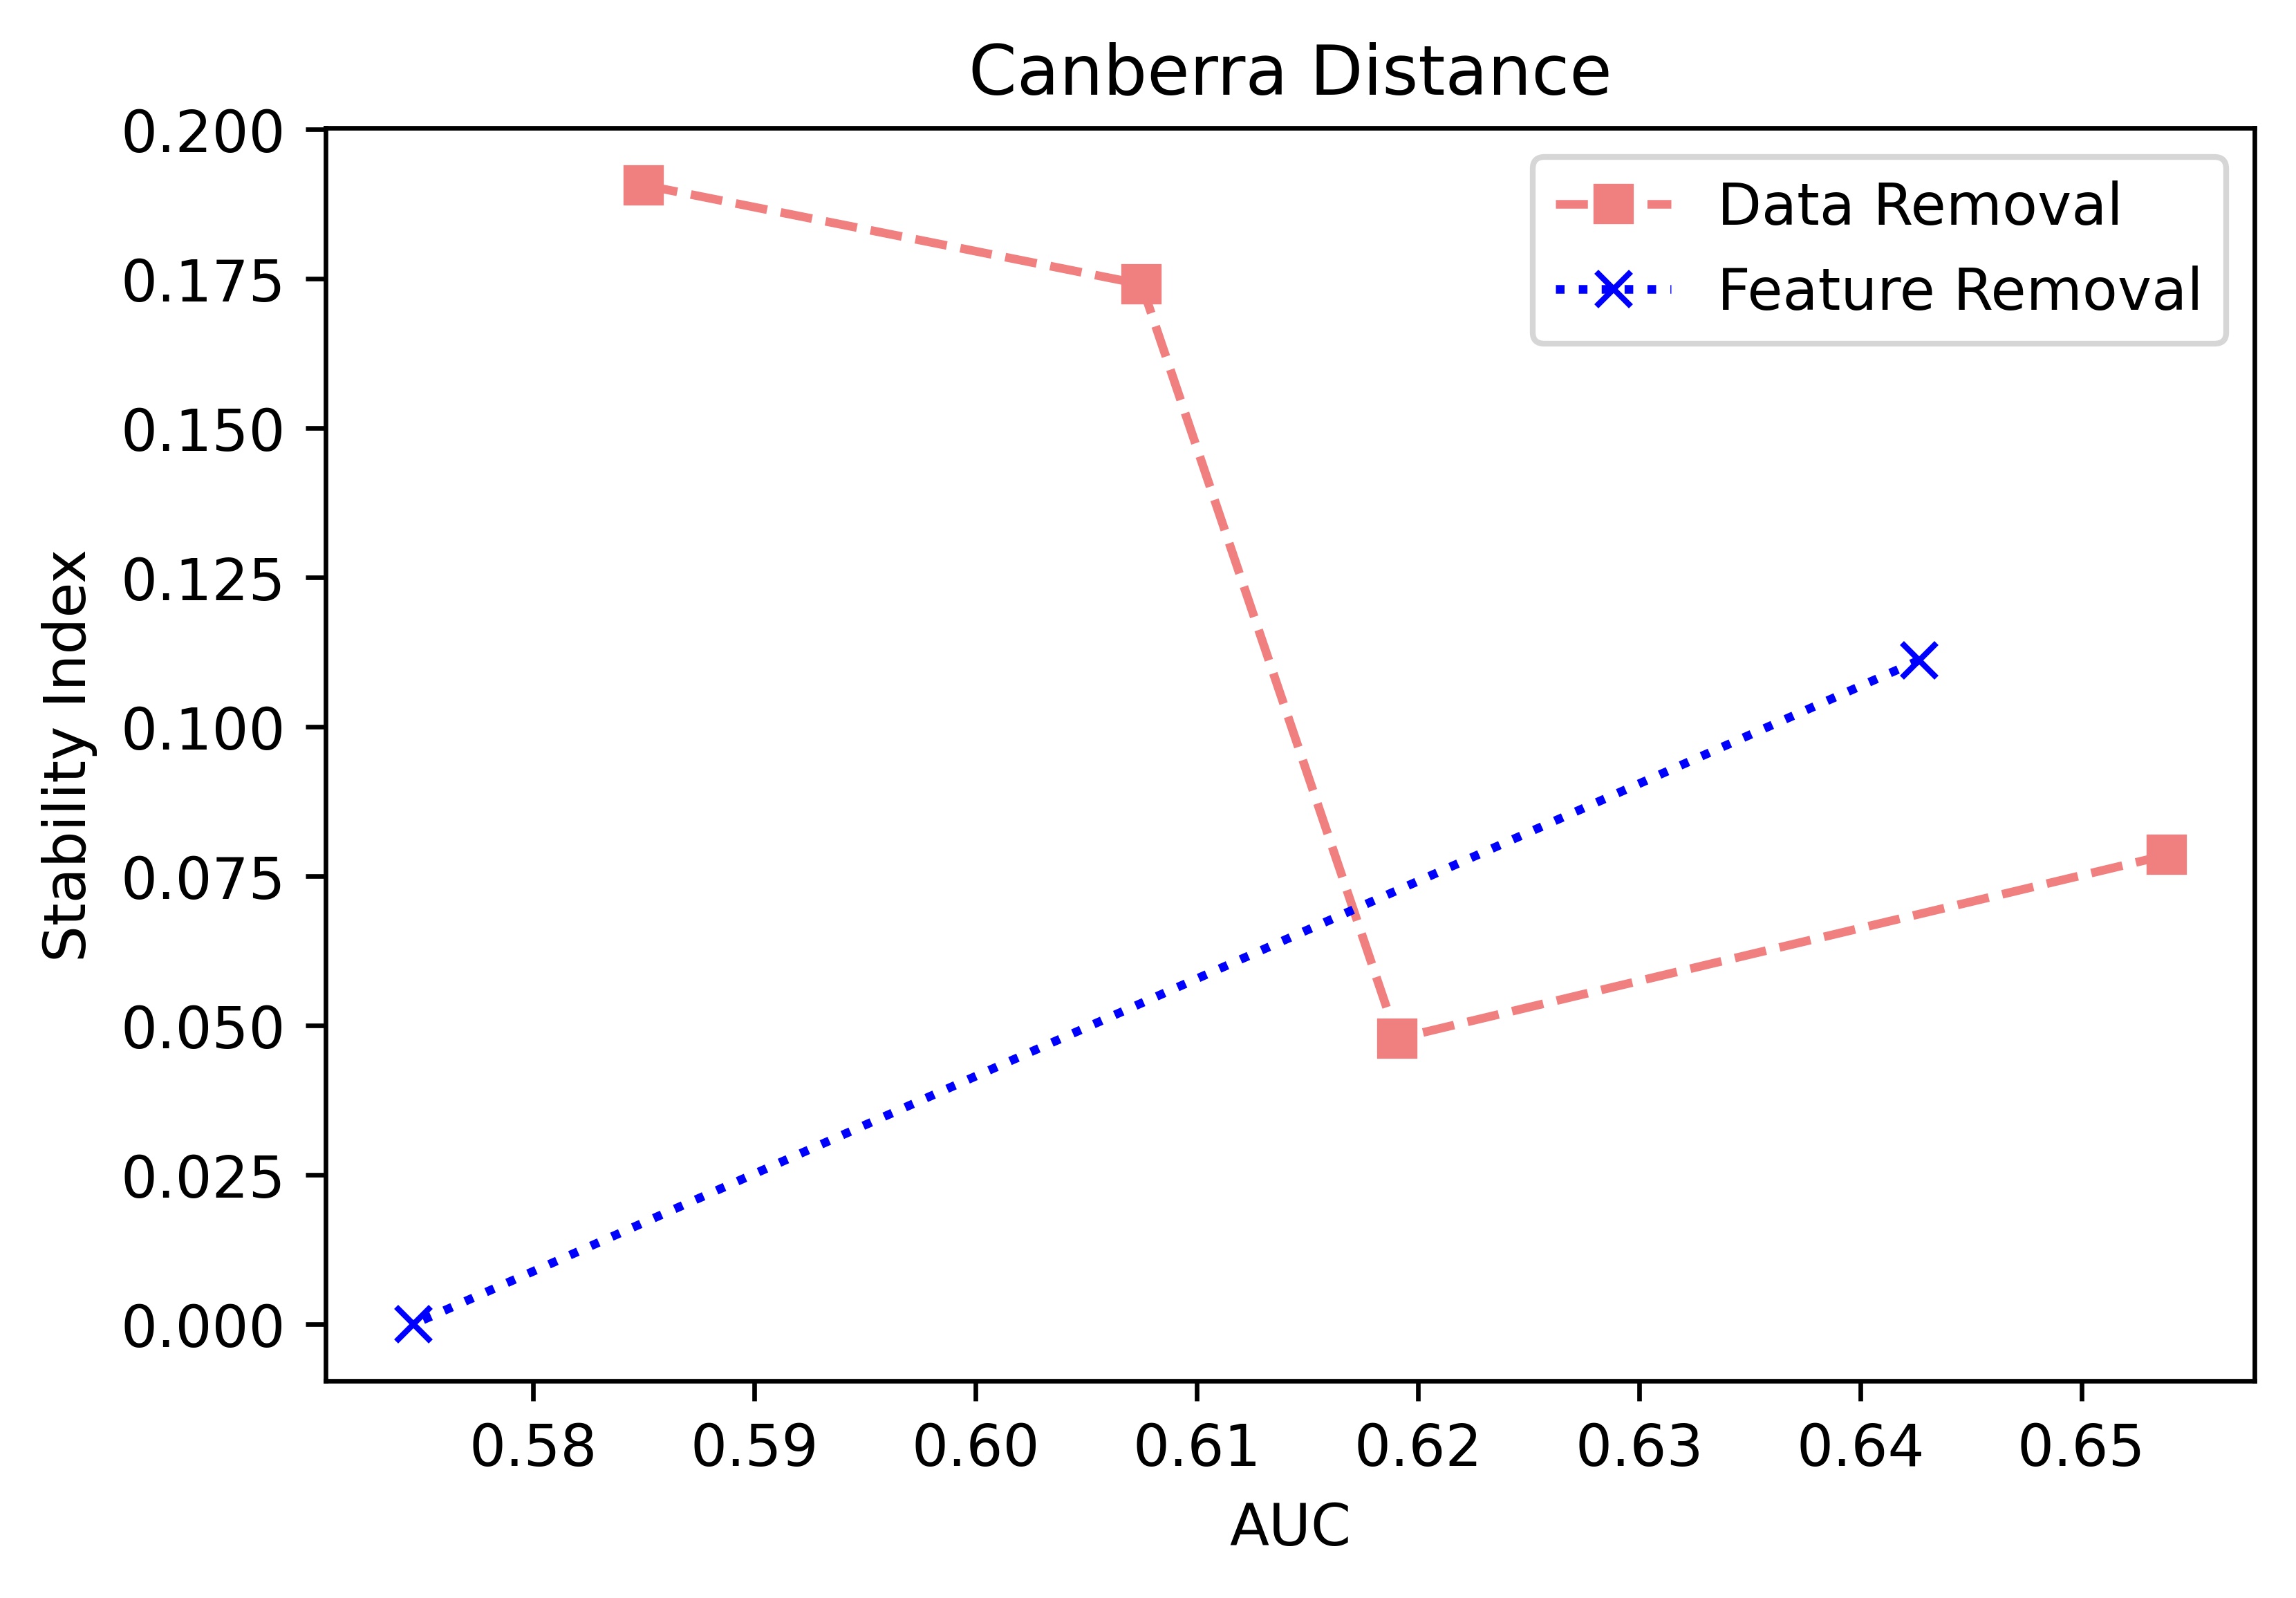 Canberra Distance
Data Removal
Feature Removal
Stability Index
0.200
0.175
0.150
0.125
0.100
0.075
0.050
0.025
0.000
0.58 0.59 0.60 0.61 0.62 0.63 0.64 0.65
AUC